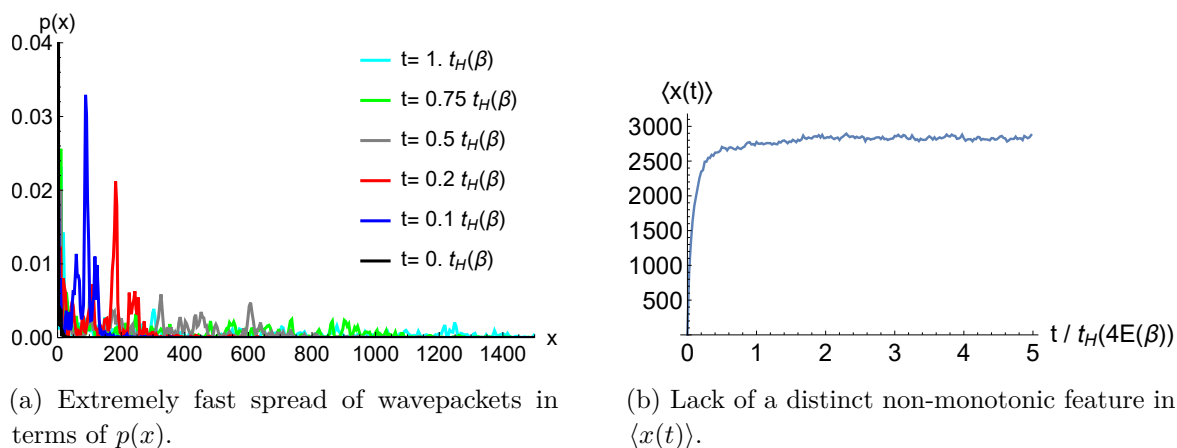 p(x)
0.04
0.03
0.02
0.01
0.00
0 200 400 600 800 1000 1200 1400 x
t= 1. t_H(β)
t= 0.75 t_H(β)
t= 0.5 t_H(β)
t= 0.2 t_H(β)
t= 0.1 t_H(β)
t= 0. t_H(β)
⟨x(t)⟩
3000
2500
2000
1500
1000
500
0 1 2 3 4 5 t / t_H(4E(β))
(a) Extremely fast spread of wavepackets in
terms of p(x).
(b) Lack of a distinct non-monotonic feature in
⟨x(t)⟩.